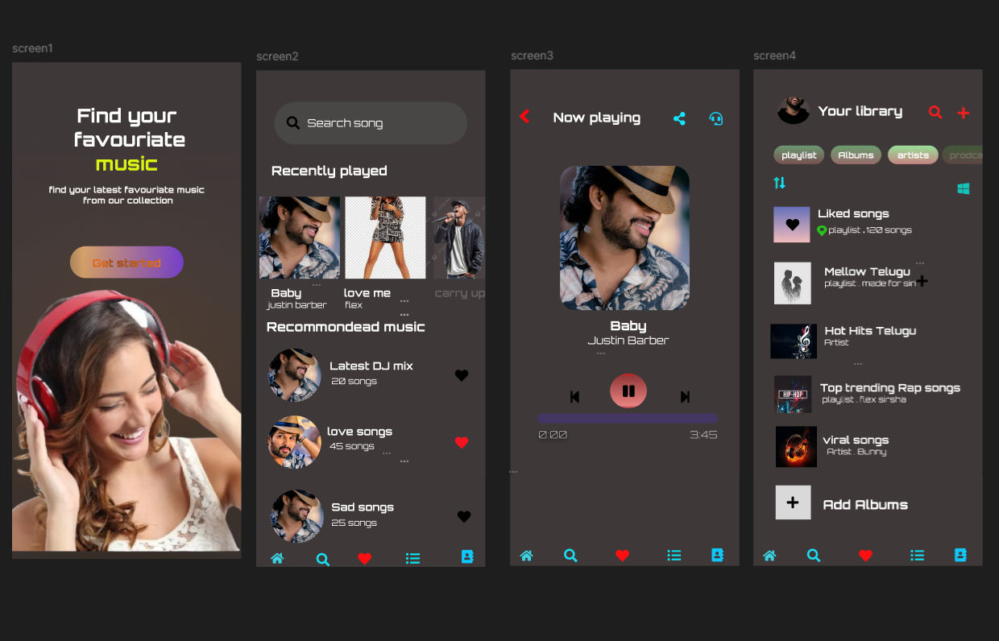 screen1
Find your
favouriate
music
find your latest favouriate music
from our collection
Get started
screen2
Search song
Recently played
Baby
justin barber
love me
flex
carry up
Recommondead music
Latest DJ mix
20 songs
love songs
45 songs
Sad songs
25 songs
screen3
Now playing
Baby
Justin Barber
0:00
3:45
screen4
Your library
playlist
Albums
artists
prodca
Liked songs
playlist . 120 songs
Mellow Telugu
playlist . made for sin
Hot Hits Telugu
Artist
HIP-HOP
Top trending Rap songs
playlist . flex sirsha
viral songs
Artist . Bunny
Add Albums